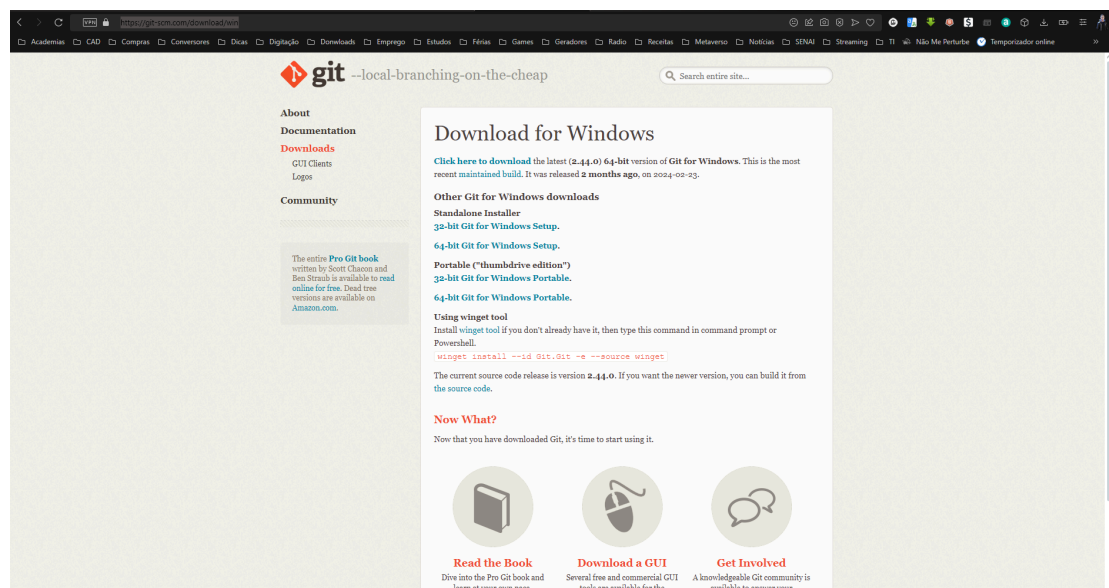 VPN https://git-scm.com/download/win
Academias CAD Compras Conversores Dicas Digitação Donwloads Emprego Estudos Férias Games Geradores Radio Receitas Metaverso Notícias SENAI Streaming TI Não Me Perturbe Temporizador online »
git --local-branching-on-the-cheap
Search entire site...
About
Documentation
Downloads
GUI Clients
Logos
Community
The entire Pro Git book
written by Scott Chacon and
Ben Straub is available to read
online for free. Dead tree
versions are available on
Amazon.com.
Download for Windows
Click here to download the latest (2.44.0) 64-bit version of Git for Windows. This is the most
recent maintained build. It was released 2 months ago, on 2024-02-23.
Other Git for Windows downloads
Standalone Installer
32-bit Git for Windows Setup.
64-bit Git for Windows Setup.
Portable ("thumbdrive edition")
32-bit Git for Windows Portable.
64-bit Git for Windows Portable.
Using winget tool
Install winget tool if you don't already have it, then type this command in command prompt or
Powershell.
winget install --id Git.Git -e --source winget
The current source code release is version 2.44.0. If you want the newer version, you can build it from
the source code.
Now What?
Now that you have downloaded Git, it's time to start using it.
Read the Book
Dive into the Pro Git book and
Download a GUI
Several free and commercial GUI
Get Involved
A knowledgeable Git community is